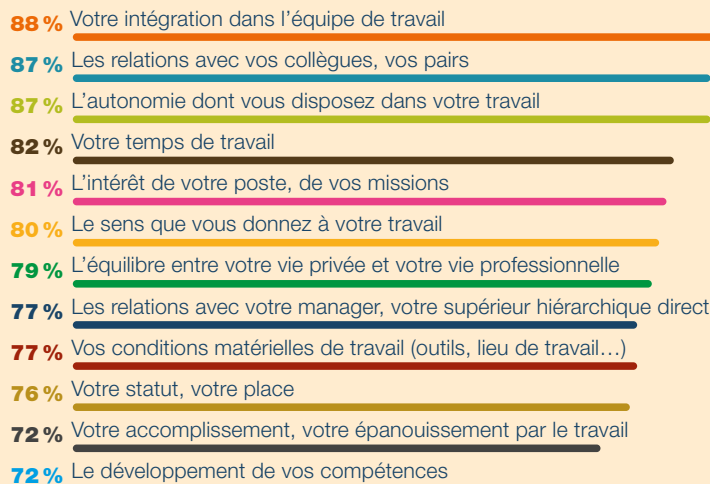 88 % Votre intégration dans l’équipe de travail
87 % Les relations avec vos collègues, vos pairs
87 % L’autonomie dont vous disposez dans votre travail
82 % Votre temps de travail
81 % L’intérêt de votre poste, de vos missions
80 % Le sens que vous donnez à votre travail
79 % L’équilibre entre votre vie privée et votre vie professionnelle
77 % Les relations avec votre manager, votre supérieur hiérarchique direct
77 % Vos conditions matérielles de travail (outils, lieu de travail…)
76 % Votre statut, votre place
72 % Votre accomplissement, votre épanouissement par le travail
72 % Le développement de vos compétences